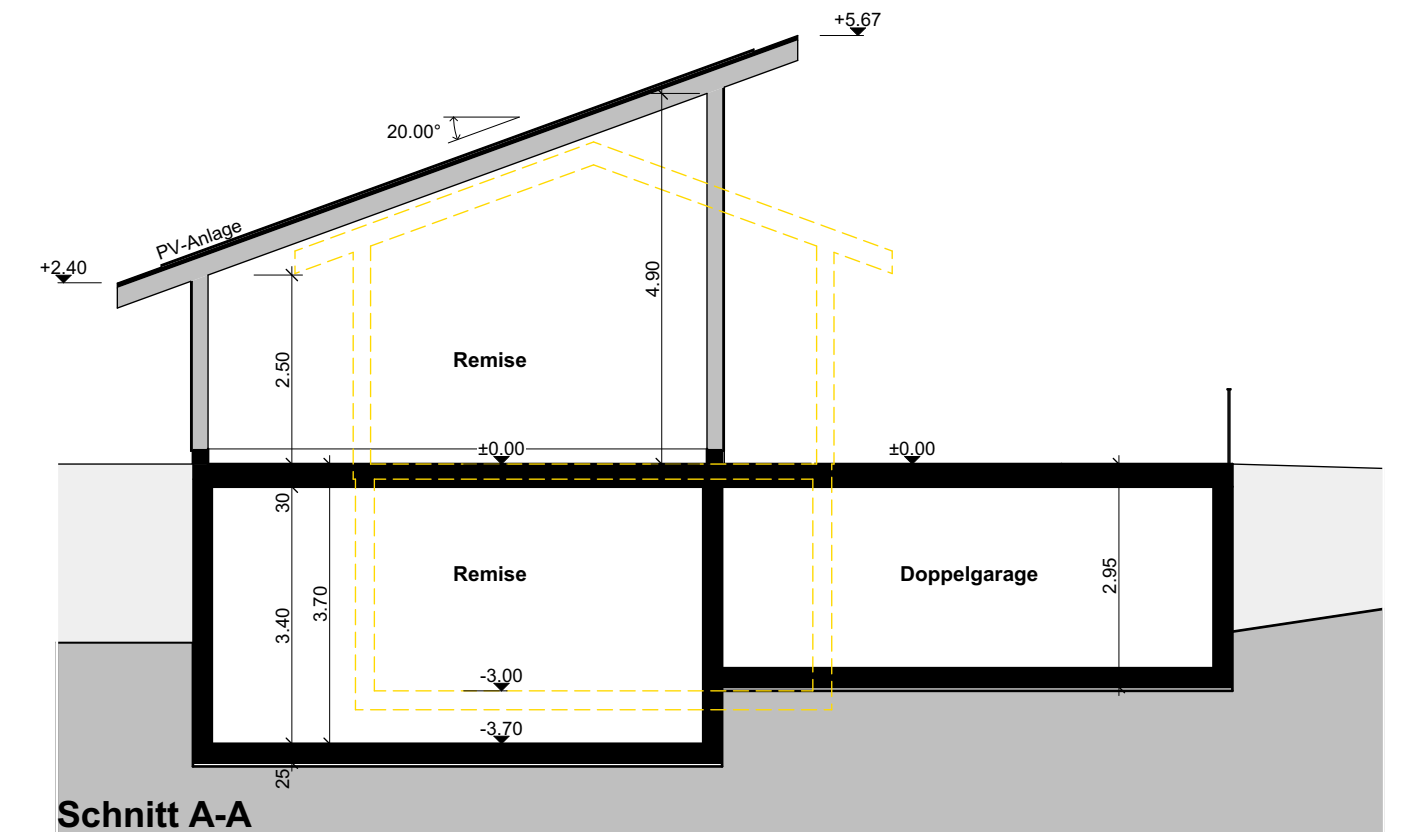 +5.67
20.00°
PV-Anlage
+2.40
4.90
2.50
Remise
±0.00
±0.00
30
Remise
Doppelgarage
2.95
3.40
3.70
-3.00
-3.70
25
Schnitt A-A